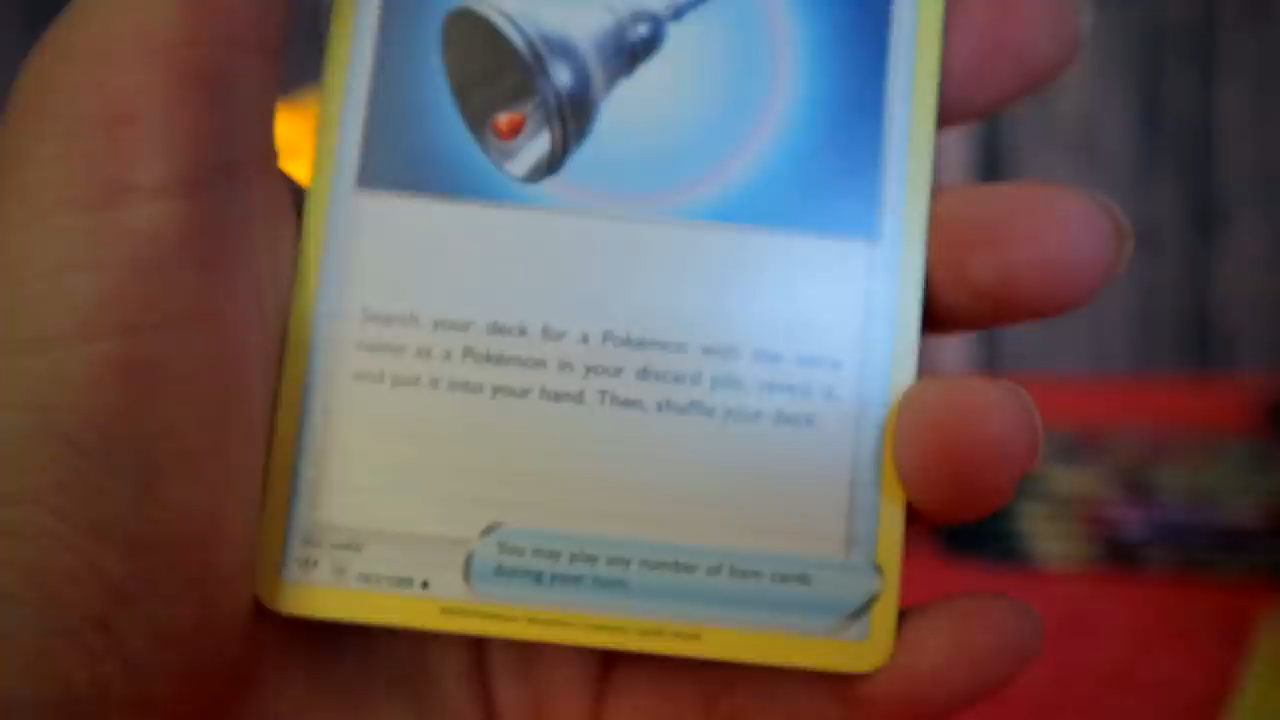 Search your deck for a Pokémon with the same
name as a Pokémon in your discard pile, reveal it,
and put it into your hand. Then, shuffle your deck.
You may play any number of Item cards
during your turn.